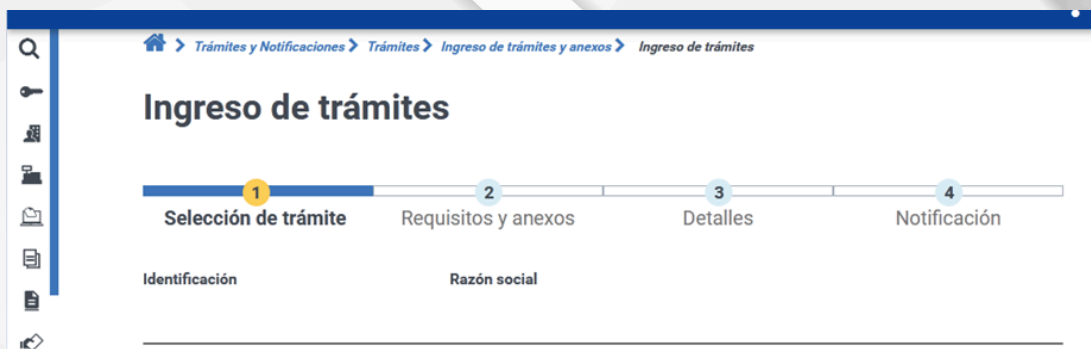 Trámites y Notificaciones > Trámites > Ingreso de trámites y anexos > Ingreso de trámites
Ingreso de trámites
1 2 3 4
Selección de trámite Requisitos y anexos Detalles Notificación
Identificación Razón social